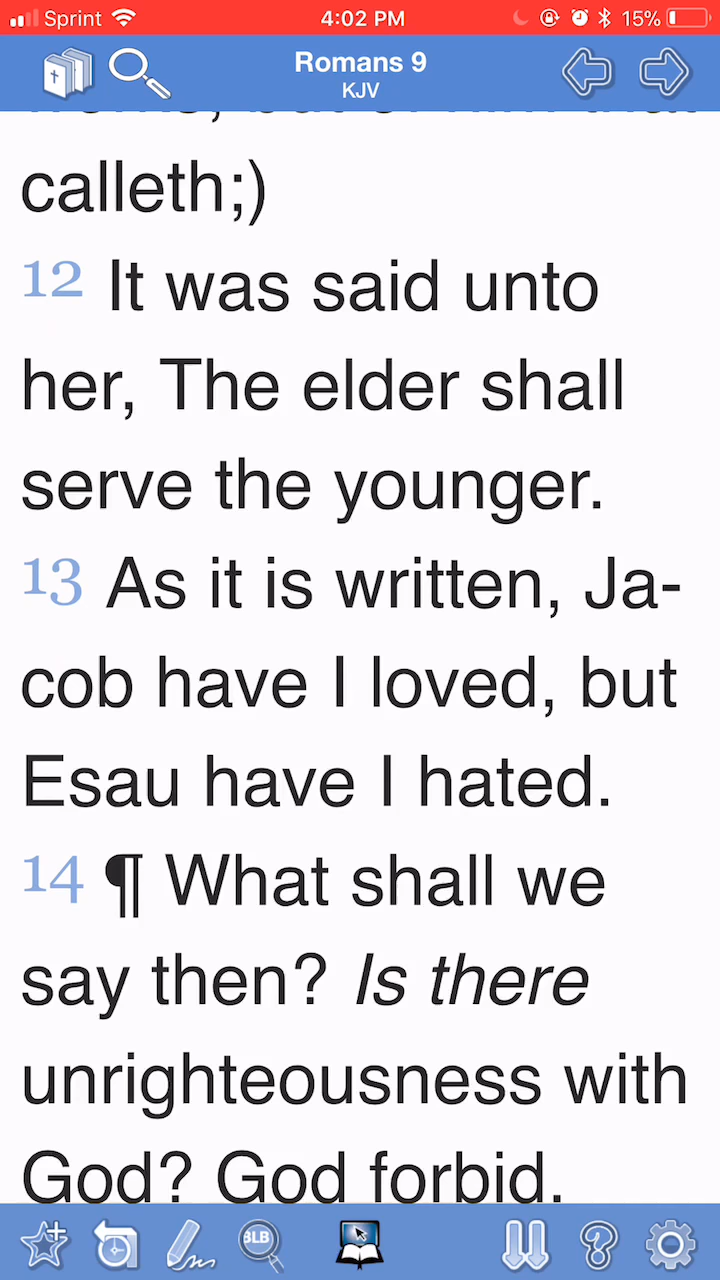 Sprint 4:02 PM 15%
Romans 9
KJV
calleth;)
12 It was said unto
her, The elder shall
serve the younger.
13 As it is written, Ja-
cob have I loved, but
Esau have I hated.
14 ¶ What shall we
say then? Is there
unrighteousness with
God? God forbid.
BLB